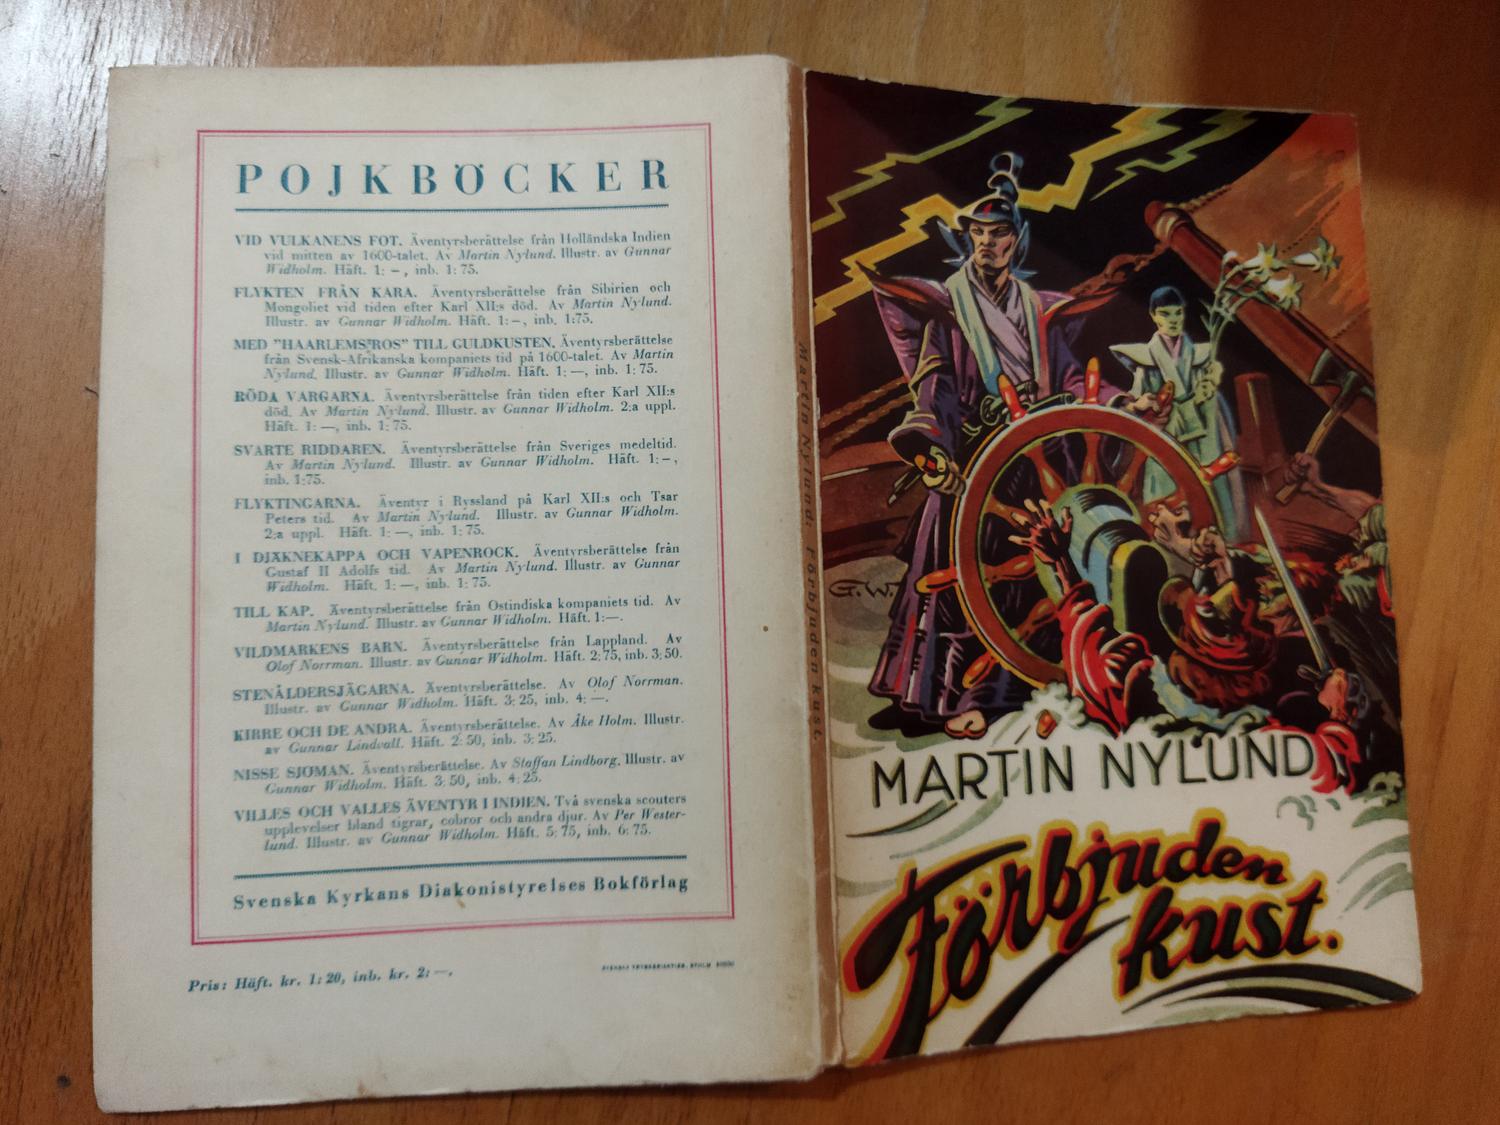 POJKBÖCKER
VID VULKANENS FOT. Äventyrsberättelse från Holländska Indien
vid mitten av 1600-talet. Av Martin Nylund. Illustr. av Gunnar
Widholm. Häft. 1: –, inb. 1: 75.
FLYKTEN FRÅN KARA. Äventyrsberättelse från Sibirien och
Mongoliet vid tiden efter Karl XII:s död. Av Martin Nylund.
Illustr. av Gunnar Widholm. Häft. 1: –, inb. 1:75.
MED "HAARLEMS ROS" TILL GULDKUSTEN. Äventyrsberättelse
från Svensk-Afrikanska kompaniets tid på 1600-talet. Av Martin
Nylund. Illustr. av Gunnar Widholm. Häft. 1: —, inb. 1: 75.
RÖDA VARGARNA. Äventyrsberättelse från tiden efter Karl XII:s
död. Av Martin Nylund. Illustr. av Gunnar Widholm. 2:a uppl.
Häft. 1: —, inb. 1: 75.
SVARTE RIDDAREN. Äventyrsberättelse från Sveriges medeltid.
Av Martin Nylund. Illustr. av Gunnar Widholm. Häft. 1: –,
inb. 1:75.
FLYKTINGARNA. Äventyr i Ryssland på Karl XII:s och Tsar
Peters tid. Av Martin Nylund. Illustr. av Gunnar Widholm.
2:a uppl. Häft. 1: —, inb. 1: 75.
I DJÄKNEKAPPA OCH VAPENROCK. Äventyrsberättelse från
Gustaf II Adolfs tid. Av Martin Nylund. Illustr. av Gunnar
Widholm. Häft. 1: —, inb. 1: 75.
TILL KAP. Äventyrsberättelse från Ostindiska kompaniets tid. Av
Martin Nylund. Illustr. av Gunnar Widholm. Häft. 1:—.
VILDMARKENS BARN. Äventyrsberättelse från Lappland. Av
Olof Norrman. Illustr. av Gunnar Widholm. Häft. 2: 75, inb. 3: 50.
STENÅLDERSJÄGARNA. Äventyrsberättelse. Av Olof Norrman.
Illustr. av Gunnar Widholm. Häft. 3: 25, inb. 4: —.
KIRRE OCH DE ANDRA. Äventyrsberättelse. Av Åke Holm. Illustr.
av Gunnar Lindvall. Häft. 2: 50, inb. 3: 25.
NISSE SJÖMAN. Äventyrsberättelse. Av Staffan Lindborg. Illustr. av
Gunnar Widholm. Häft. 3: 50, inb. 4: 25.
VILLES OCH VALLES ÄVENTYR I INDIEN. Två svenska scouters
upplevelser bland tigrar, cobror och andra djur. Av Per Wester-
lund. Illustr. av Gunnar Widholm. Häft. 5: 75, inb. 6: 75.
Svenska Kyrkans Diakonistyrelses Bokförlag
Pris: Häft. kr. 1: 20, inb. kr. 2: —.
Martin Nylund: Förbjuden kust.
G.W.
MARTIN NYLUND
Förbjuden
kust.